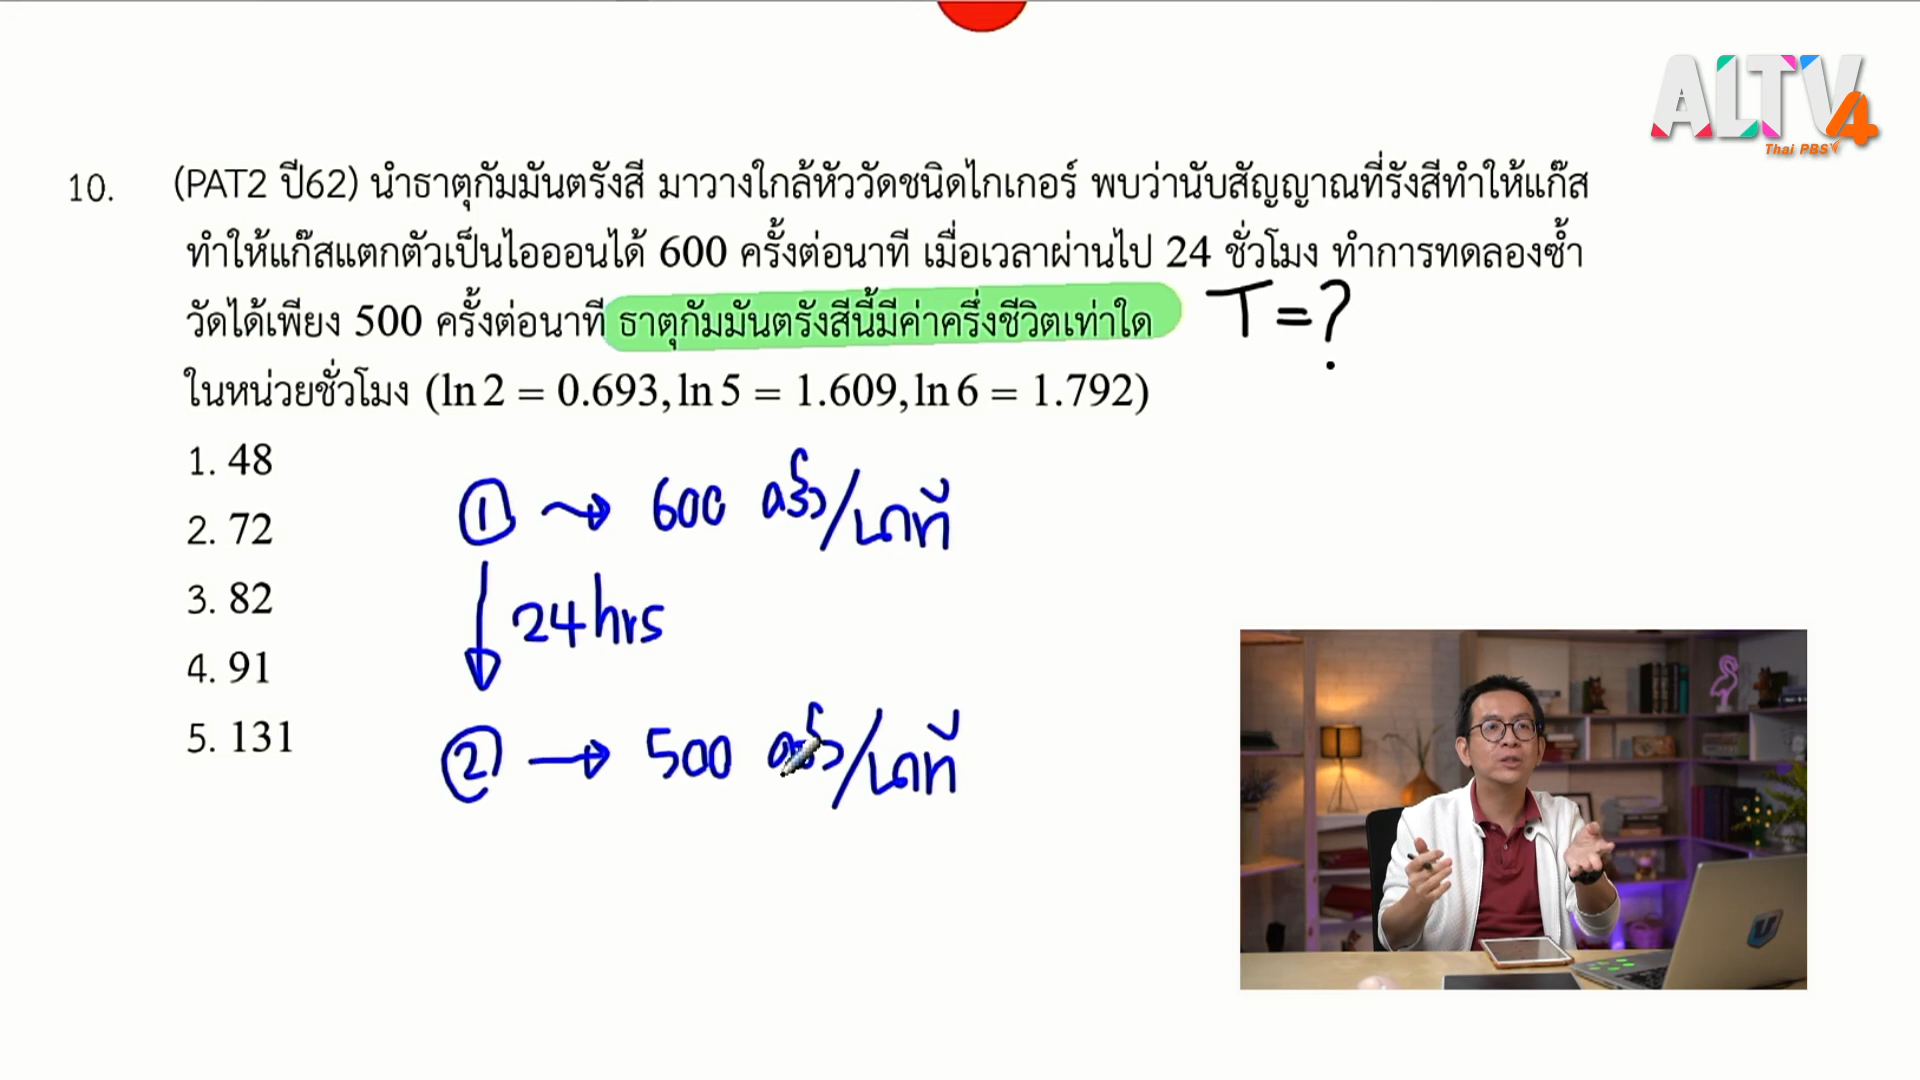 ALTV4
Thai PBS
10. (PAT2 ปี62) นำธาตุกัมมันตรังสี มาวางใกล้หัววัดชนิดไกเกอร์ พบว่านับสัญญาณที่รังสีทำให้แก๊ส
ทำให้แก๊สแตกตัวเป็นไอออนได้ 600 ครั้งต่อนาที เมื่อเวลาผ่านไป 24 ชั่วโมง ทำการทดลองซ้ำ
วัดได้เพียง 500 ครั้งต่อนาที ธาตุกัมมันตรังสีนี้มีค่าครึ่งชีวิตเท่าใด T = ?
ในหน่วยชั่วโมง (ln 2 = 0.693, ln 5 = 1.609, ln 6 = 1.792)
1. 48
2. 72
3. 82
4. 91
5. 131
① → 600 ครั้ง/นาที
↓ 24 hrs
② → 500 ครั้ง/นาที